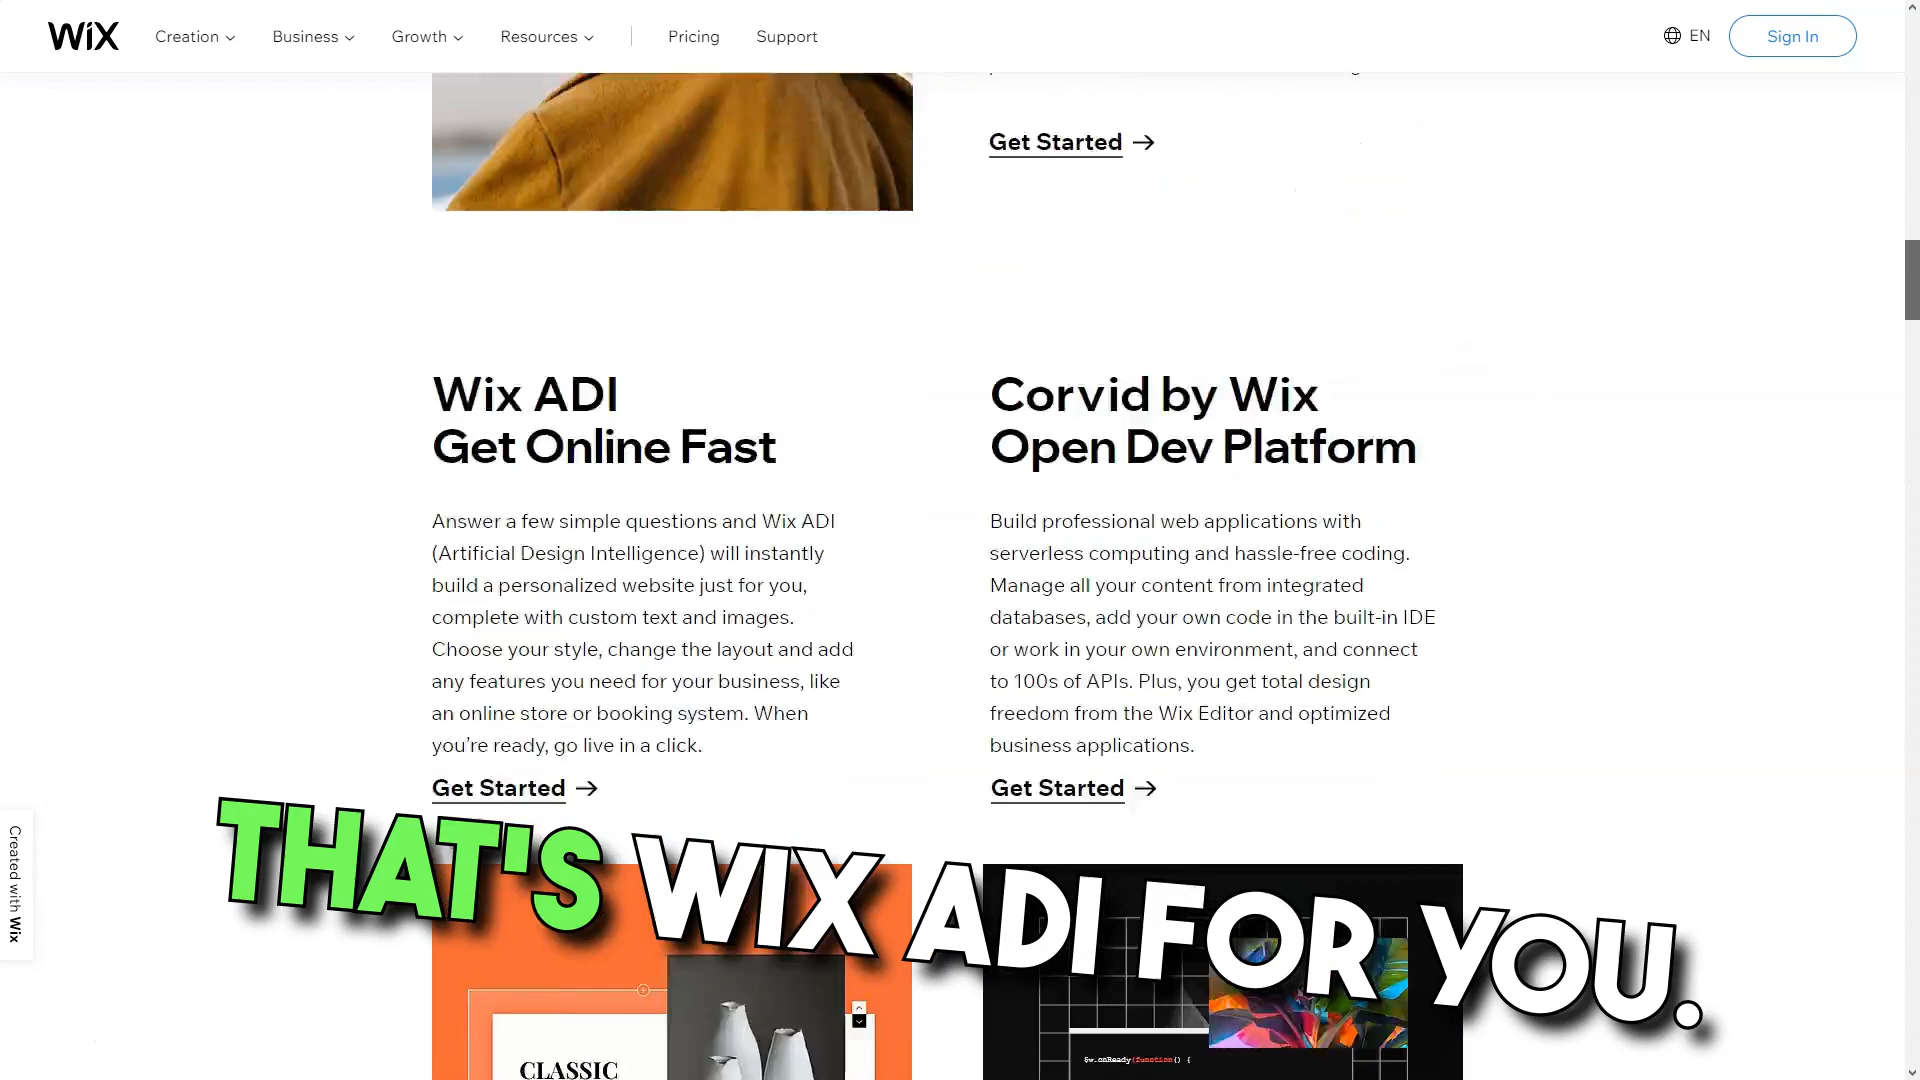 WiX Creation Business Growth Resources Pricing Support EN Sign In
Get Started →
Wix ADI
Get Online Fast
Answer a few simple questions and Wix ADI
(Artificial Design Intelligence) will instantly
build a personalized website just for you,
complete with custom text and images.
Choose your style, change the layout and add
any features you need for your business, like
an online store or booking system. When
you're ready, go live in a click.
Get Started →
Corvid by Wix
Open Dev Platform
Build professional web applications with
serverless computing and hassle-free coding.
Manage all your content from integrated
databases, add your own code in the built-in IDE
or work in your own environment, and connect
to 100s of APIs. Plus, you get total design
freedom from the Wix Editor and optimized
business applications.
Get Started →
Created with Wix
THAT'S WIX ADI FOR YOU.
CLASSIC
$w.onReady(function() {